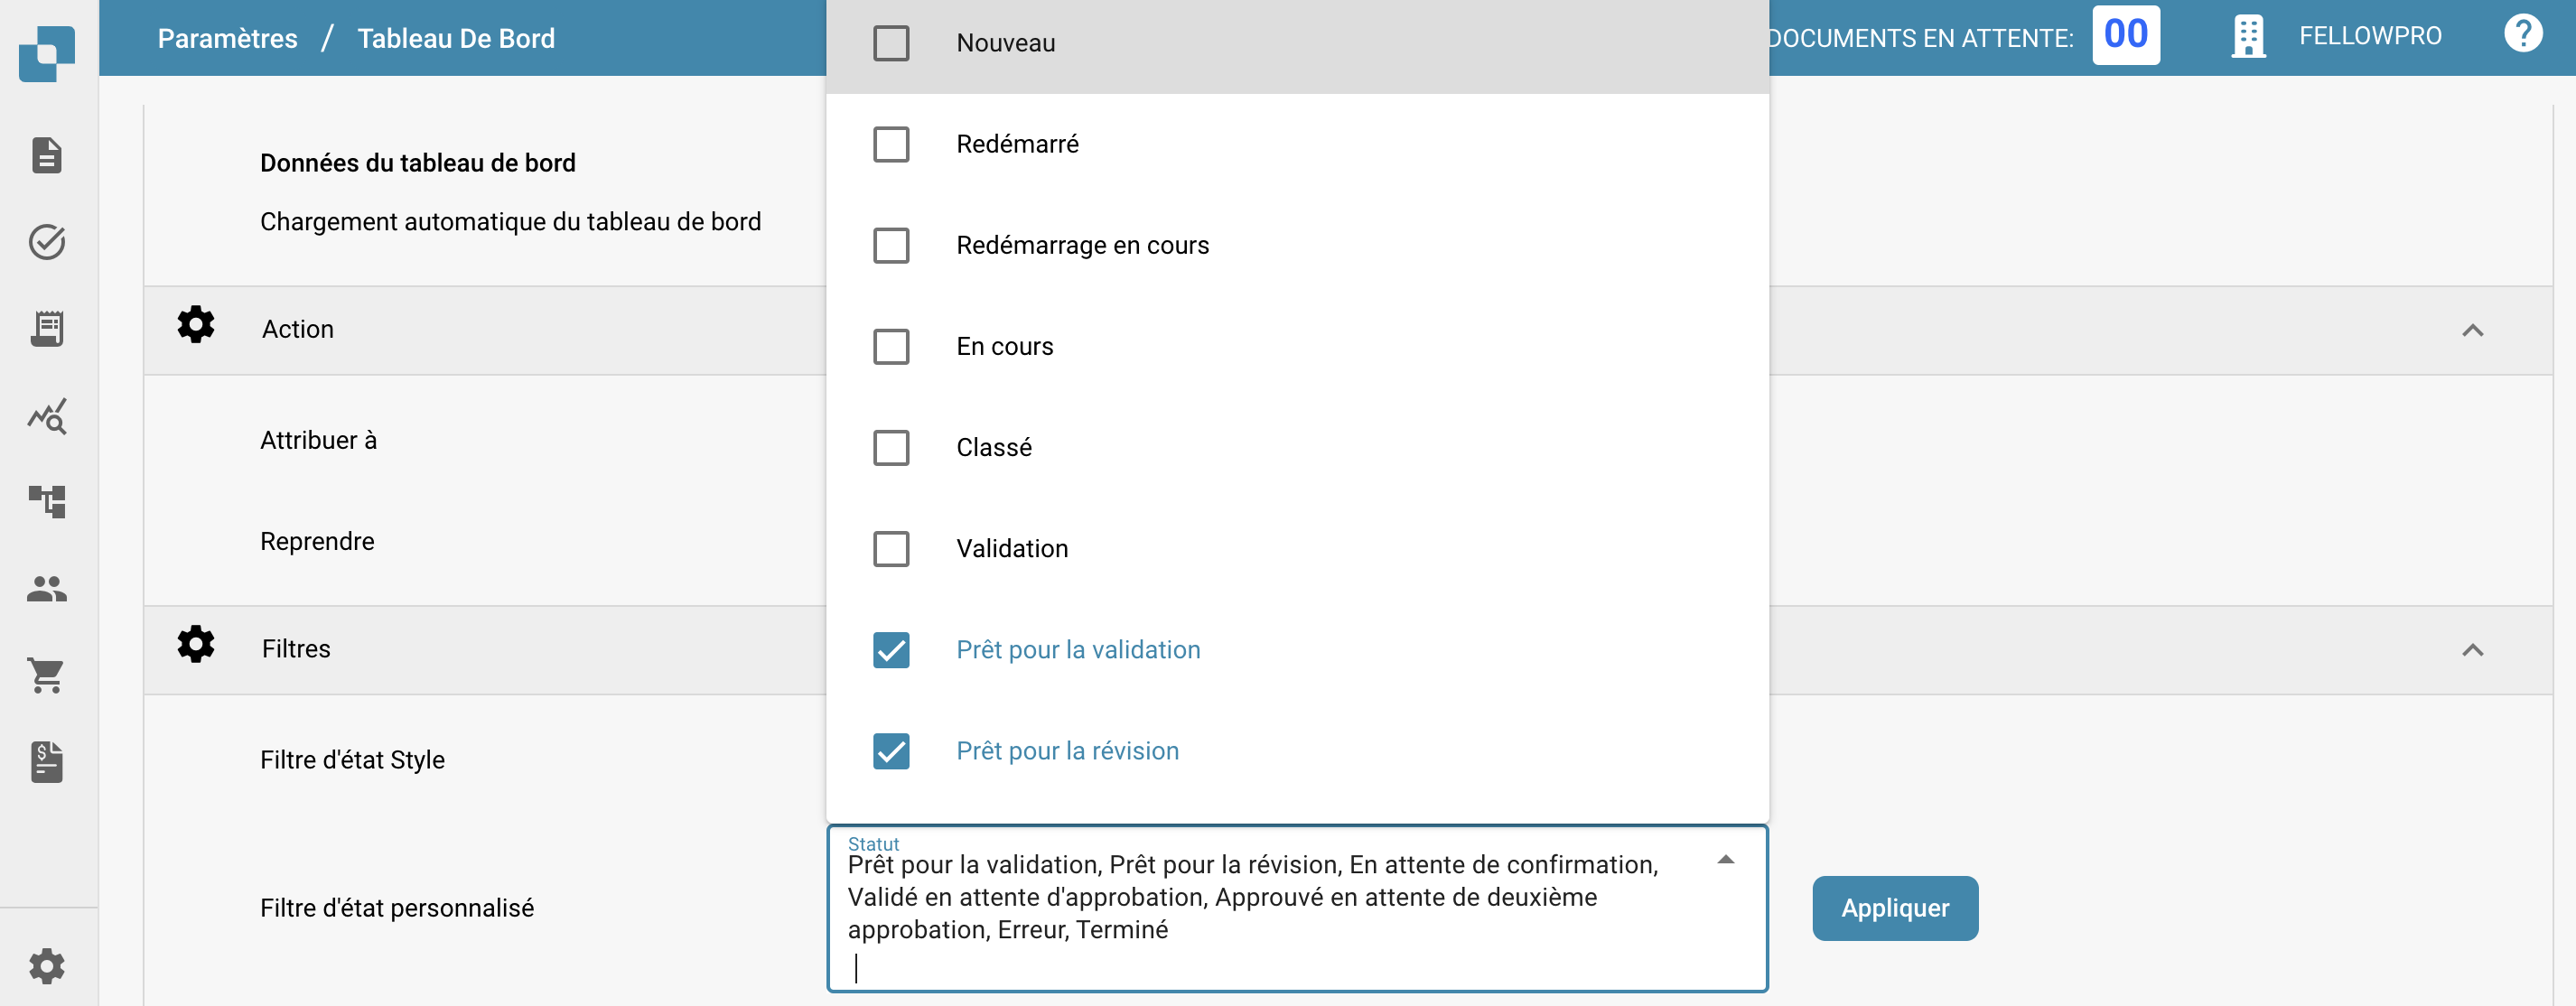 Paramètres / Tableau De Bord
DOCUMENTS EN ATTENTE: 00
FELLOWPRO
?
Données du tableau de bord
Chargement automatique du tableau de bord
Action
Attribuer à
Reprendre
Filtres
Filtre d'état Style
Filtre d'état personnalisé
Nouveau
Redémarré
Redémarrage en cours
En cours
Classé
Validation
Prêt pour la validation
Prêt pour la révision
Statut
Prêt pour la validation, Prêt pour la révision, En attente de confirmation,
Validé en attente d'approbation, Approuvé en attente de deuxième
approbation, Erreur, Terminé
Appliquer